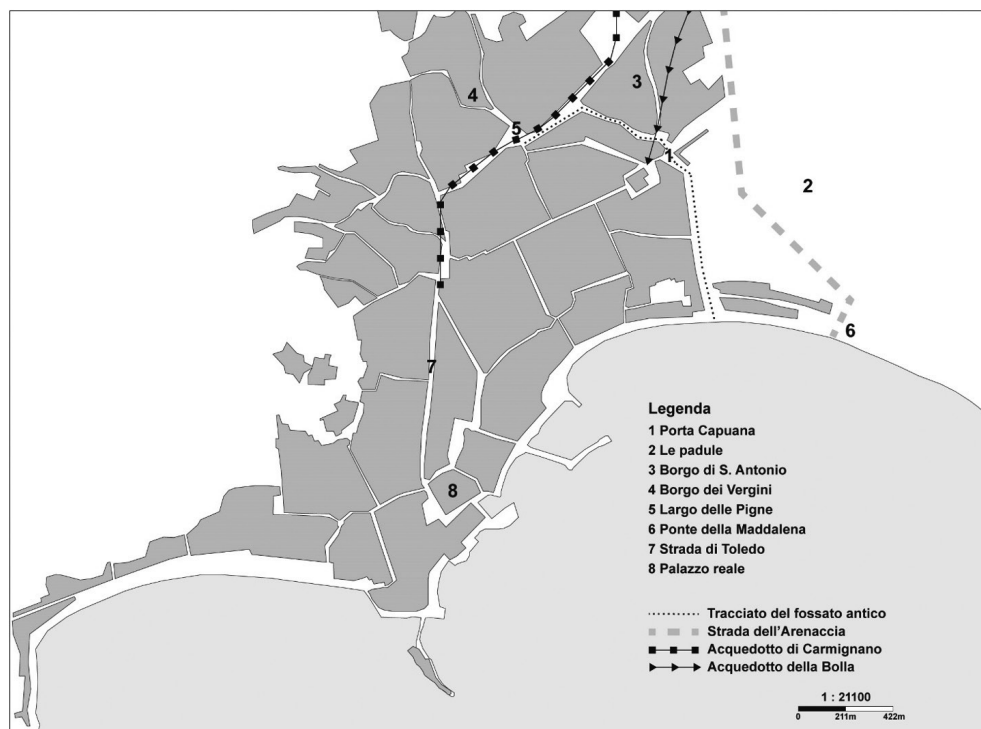 3
4
5
1
2
6
7
8
Legenda
1 Porta Capuana
2 Le padule
3 Borgo di S. Antonio
4 Borgo dei Vergini
5 Largo delle Pigne
6 Ponte della Maddalena
7 Strada di Toledo
8 Palazzo reale
Tracciato del fossato antico
Strada dell'Arenaccia
Acquedotto di Carmignano
Acquedotto della Bolla
1 : 21100
0 211m 422m